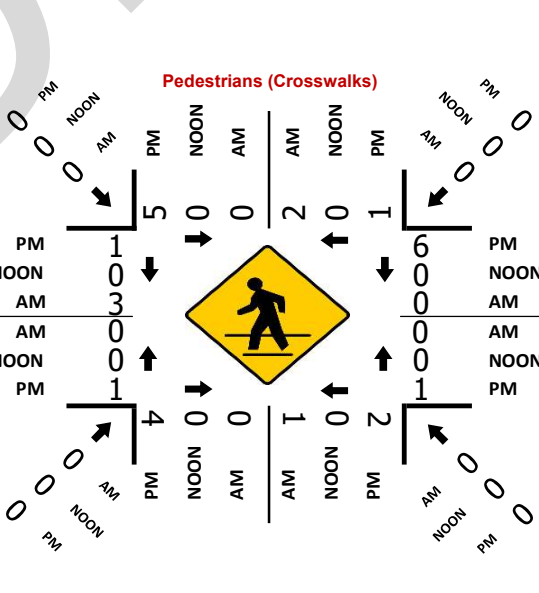 Pedestrians (Crosswalks)
PM NOON AM
0 0 0
PM NOON AM AM NOON PM
5 0 0 2 0 1
PM NOON AM
0 0 0
PM 1 6 PM
NOON 0 0 NOON
AM 3 0 AM
AM 0 0 AM
NOON 0 0 NOON
PM 1 1 PM
4 0 0 1 0 2
PM NOON AM AM NOON PM
0 0 0
AM NOON PM
0 0 0
AM NOON PM